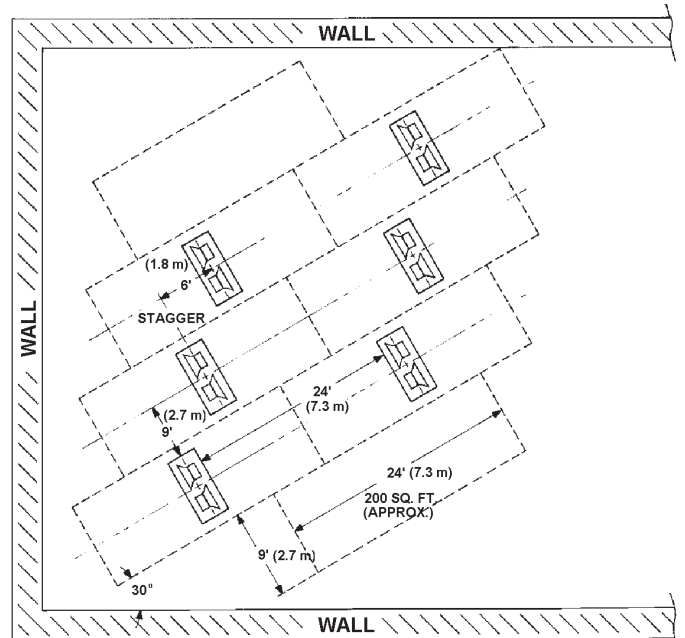 WALL
WALL
(1.8 m)
6'
STAGGER
24'
(7.3 m)
(2.7 m)
9'
24' (7.3 m)
200 SQ. FT
(APPROX.)
9' (2.7 m)
30°
WALL